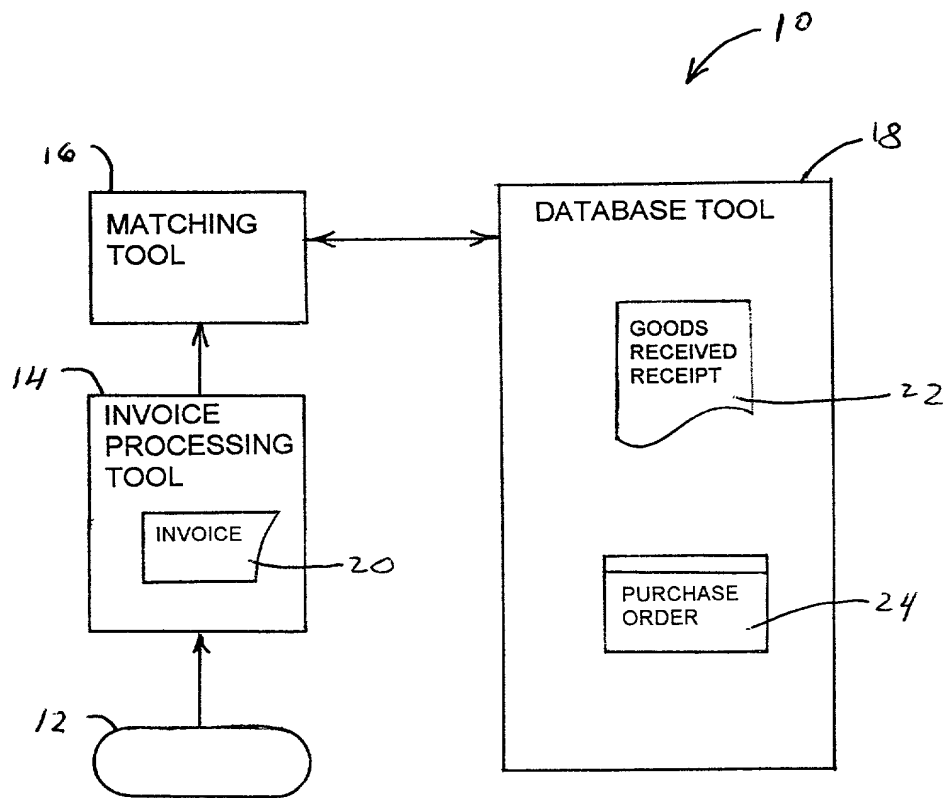 10
16
18
MATCHING
TOOL
DATABASE TOOL
GOODS
RECEIVED
RECEIPT
22
14
INVOICE
PROCESSING
TOOL
INVOICE
20
PURCHASE
ORDER
24
12